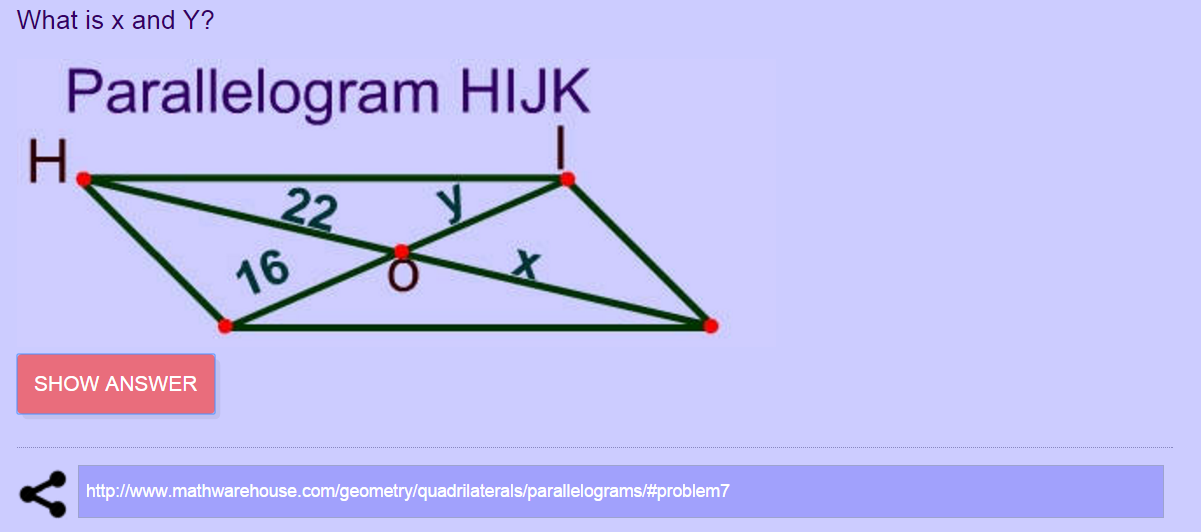 What is x and Y?
Parallelogram HIJK
H
I
22
y
16
O
x
SHOW ANSWER
http://www.mathwarehouse.com/geometry/quadrilaterals/parallelograms/#problem7